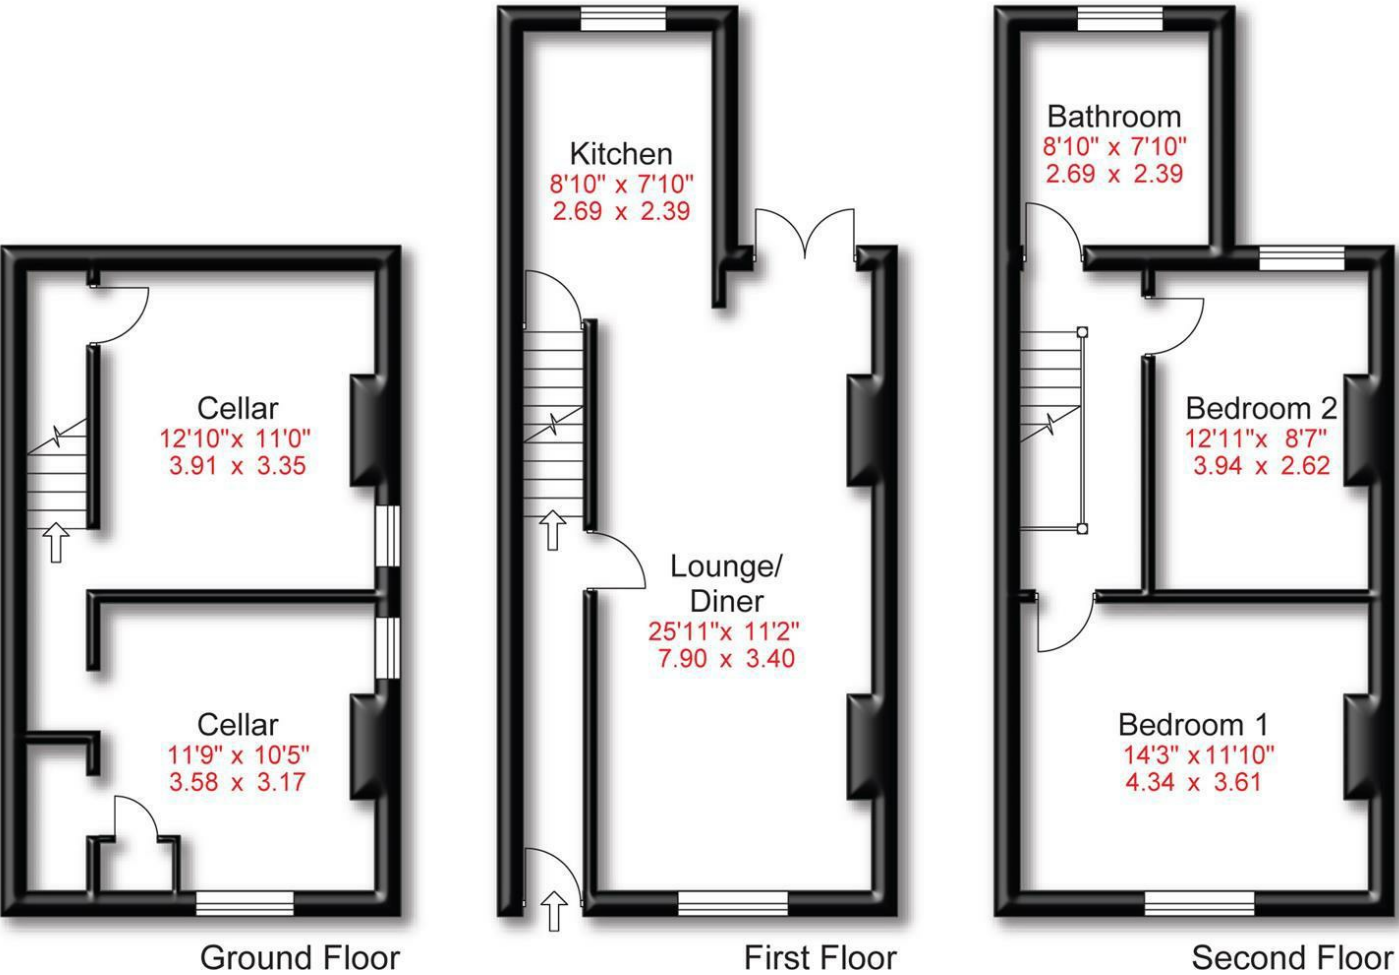 Cellar
12'10"x 11'0"
3.91 x 3.35
Cellar
11'9" x 10'5"
3.58 x 3.17
Ground Floor
Kitchen
8'10" x 7'10"
2.69 x 2.39
Lounge/
Diner
25'11"x 11'2"
7.90 x 3.40
First Floor
Bathroom
8'10" x 7'10"
2.69 x 2.39
Bedroom 2
12'11"x 8'7"
3.94 x 2.62
Bedroom 1
14'3" x11'10"
4.34 x 3.61
Second Floor